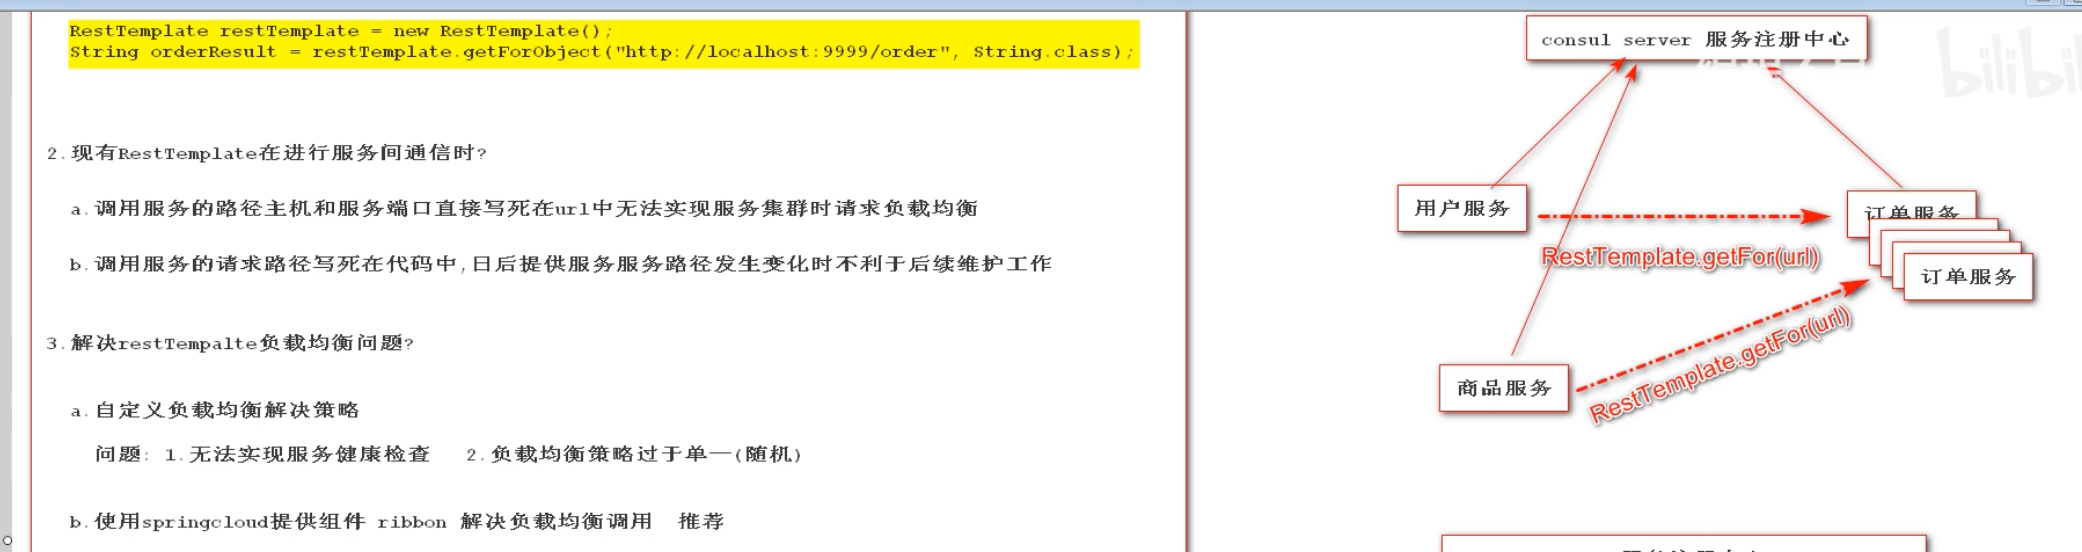 RestTemplate restTemplate = new RestTemplate();
String orderResult = restTemplate.getForObject("http://localhost:9999/order", String.class);
2.现有RestTemplate在进行服务间通信时?
a.调用服务的路径主机和服务端口直接写死在url中无法实现服务集群时请求负载均衡
b.调用服务的请求路径写死在代码中,日后提供服务服务路径发生变化时不利于后续维护工作
3.解决restTempalte负载均衡问题?
a.自定义负载均衡解决策略
问题: 1.无法实现服务健康检查 2.负载均衡策略过于单一(随机)
b.使用springcloud提供组件 ribbon 解决负载均衡调用 推荐
consul server 服务注册中心
bilibil
用户服务
订单服务
RestTemplate.getFor(url)
订单服务
RestTemplate.getFor(url)
商品服务